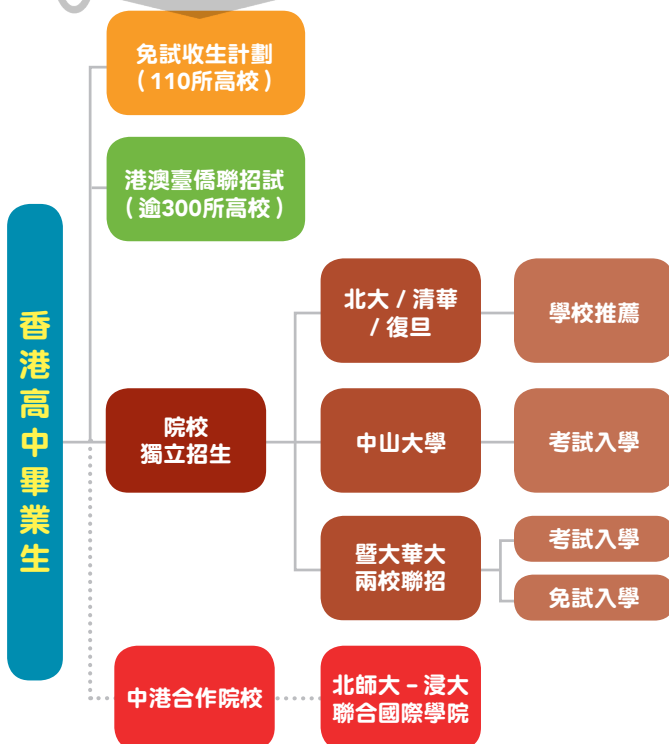 免試收生計劃
(110所高校)
港澳臺僑聯招試
(逾300所高校)
香港高中畢業生
院校
獨立招生
北大 / 清華
/ 復旦
學校推薦
中山大學
考試入學
暨大華大
兩校聯招
考試入學
免試入學
中港合作院校
北師大 – 浸大
聯合國際學院